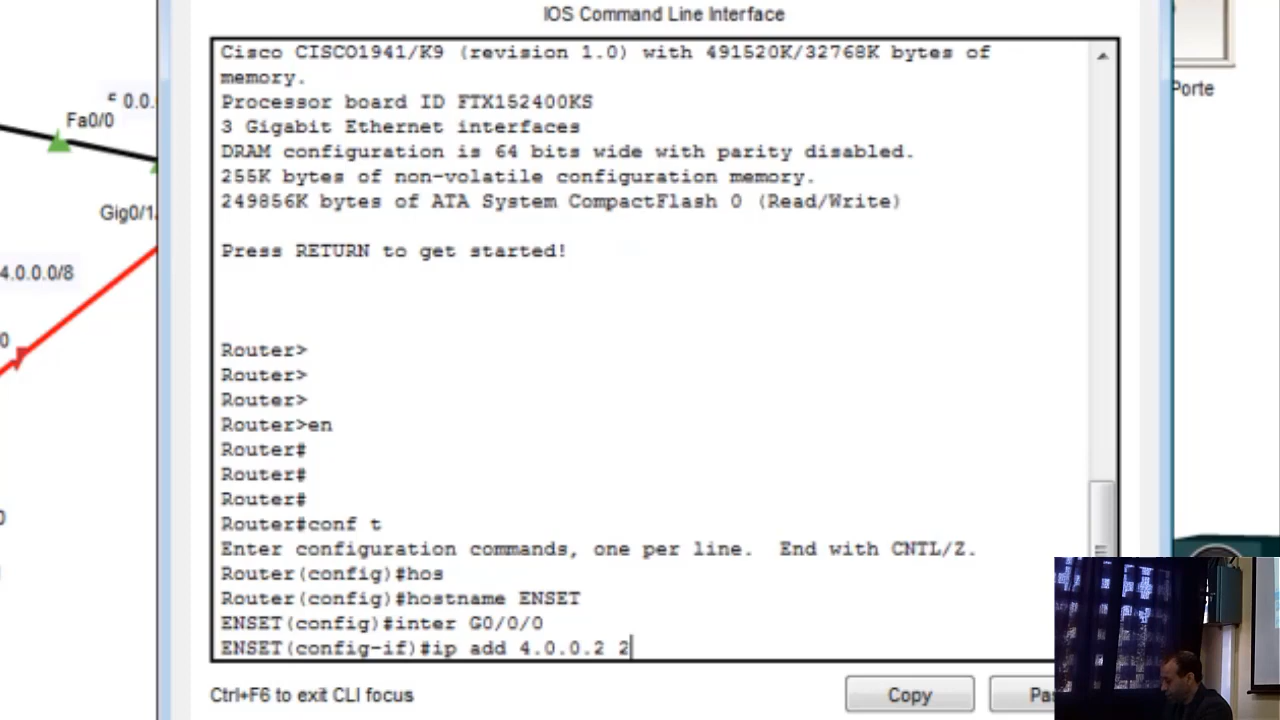 IOS Command Line Interface
Cisco CISCO1941/K9 (revision 1.0) with 491520K/32768K bytes of
memory.
Processor board ID FTX152400KS
3 Gigabit Ethernet interfaces
DRAM configuration is 64 bits wide with parity disabled.
255K bytes of non-volatile configuration memory.
249856K bytes of ATA System CompactFlash 0 (Read/Write)
Press RETURN to get started!
Router>
Router>
Router>
Router>en
Router#
Router#
Router#
Router#conf t
Enter configuration commands, one per line.  End with CNTL/Z.
Router(config)#hos
Router(config)#hostname ENSET
ENSET(config)#inter G0/0/0
ENSET(config-if)#ip add 4.0.0.2 2
Ctrl+F6 to exit CLI focus
Copy
Pa
Fa0/0
Gig0/1
4.0.0.0/8
Porte